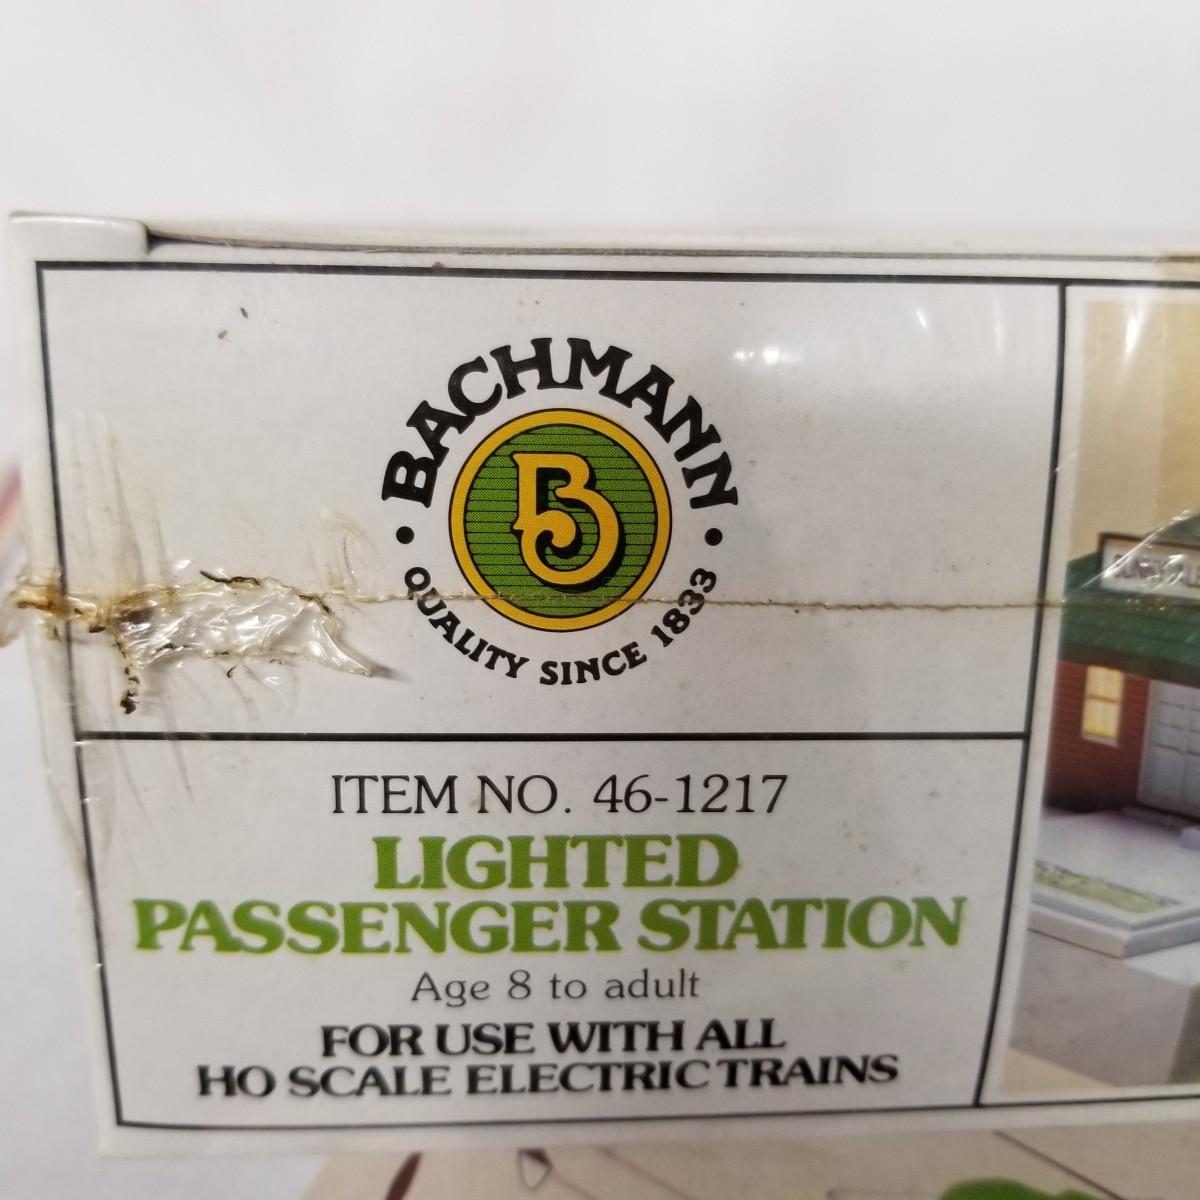 BACHMANN
B
• QUALITY SINCE 1833 •
ITEM NO. 46-1217
LIGHTED
PASSENGER STATION
Age 8 to adult
FOR USE WITH ALL
HO SCALE ELECTRIC TRAINS